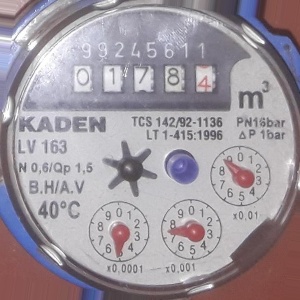 99245611
0 1 7 8 4
m³
KADEN
TCS 142/92-1136
PN16bar
LV 163
LT 1-415:1996
△P 1bar
N 0,6/Qp 1,5
B.H/A.V
40°C
x0,01
x0,0001
x0,001